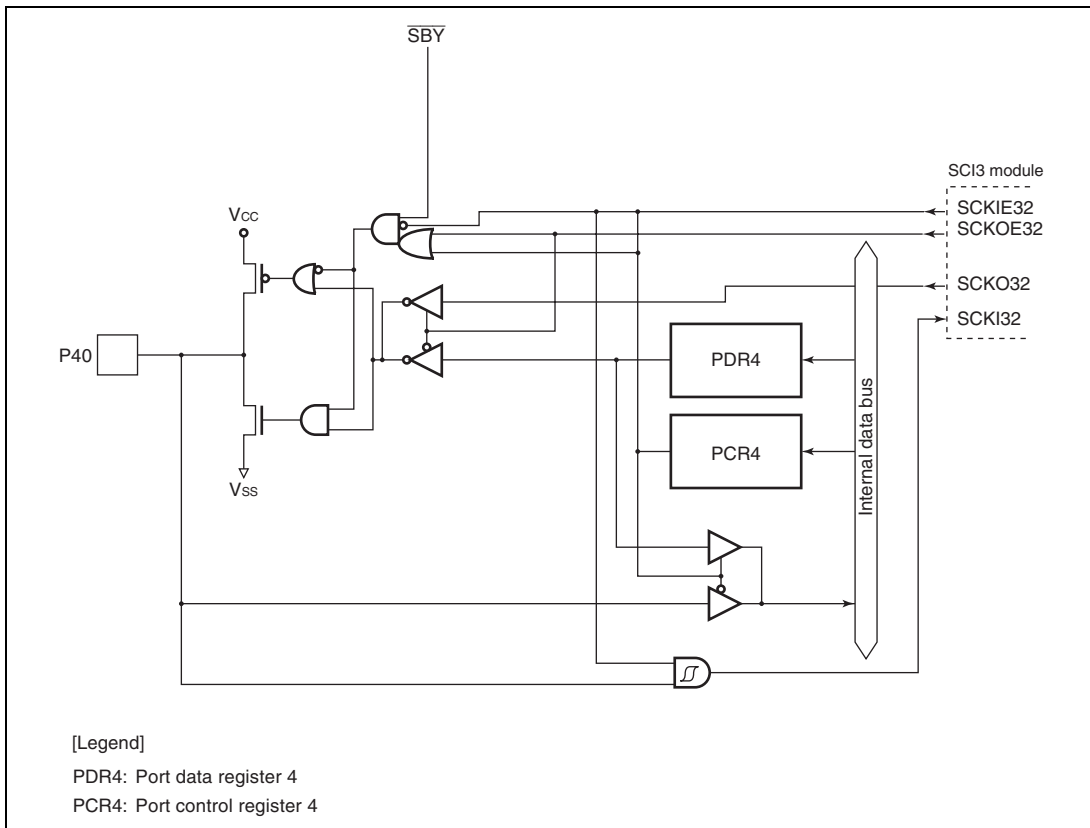 SBY
SCI3 module
SCKIE32
SCKOE32
SCKO32
SCKI32
VCC
P40
VSS
PDR4
PCR4
Internal data bus
[Legend]
PDR4: Port data register 4
PCR4: Port control register 4